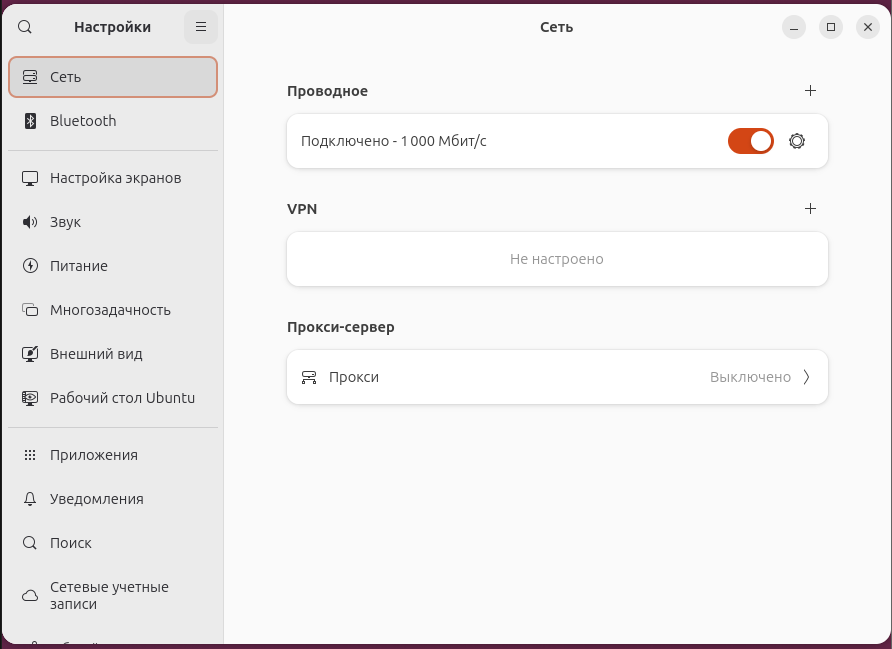 Настройки
Сеть
Bluetooth
Настройка экранов
Звук
Питание
Многозадачность
Внешний вид
Рабочий стол Ubuntu
Приложения
Уведомления
Поиск
Сетевые учетные
записи
Сеть
Проводное
Подключено - 1 000 Мбит/с
VPN
Не настроено
Прокси-сервер
Прокси
Выключено